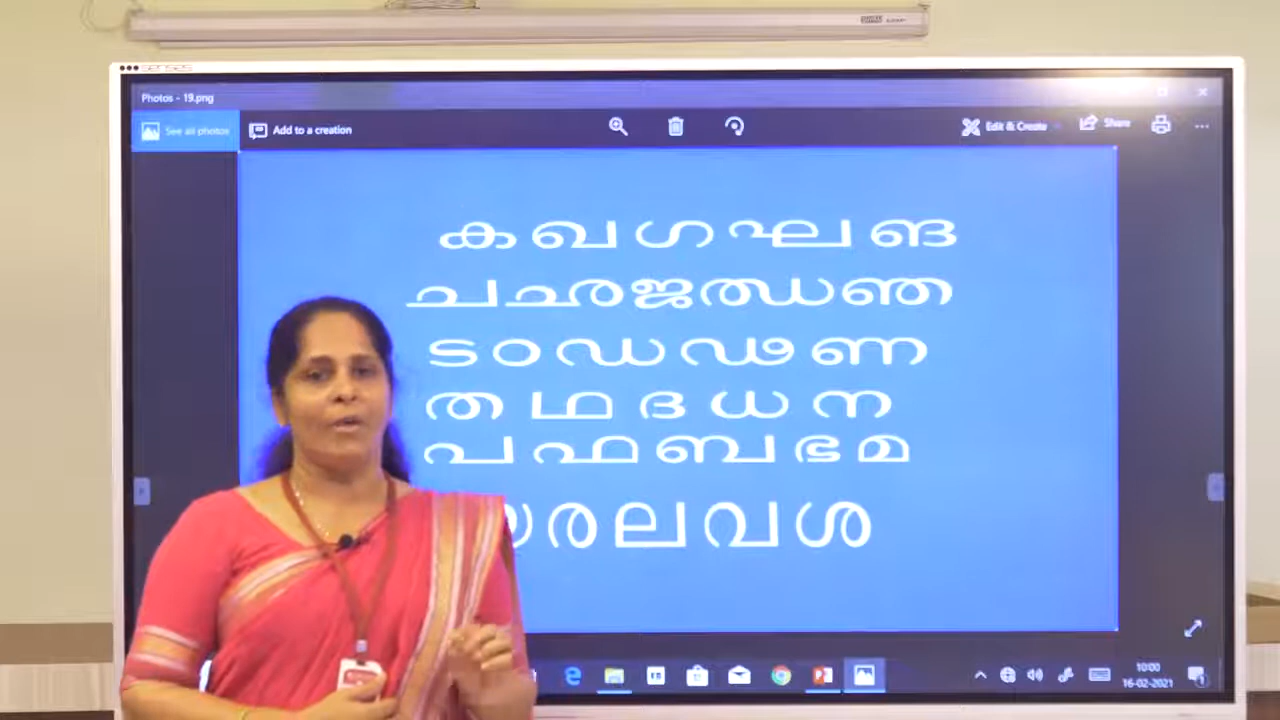 Photos - 19.png
See all photos Add to a creation Edit & Create Share
ക ഖ ഗ ഘ ങ
ച ഛ ജ ഝ ഞ
ട ഠ ഡ ഢ ണ
ത ഥ ദ ധ ന
പ ഫ ബ ഭ മ
യ ര ല വ ശ
10:00
16-02-2021